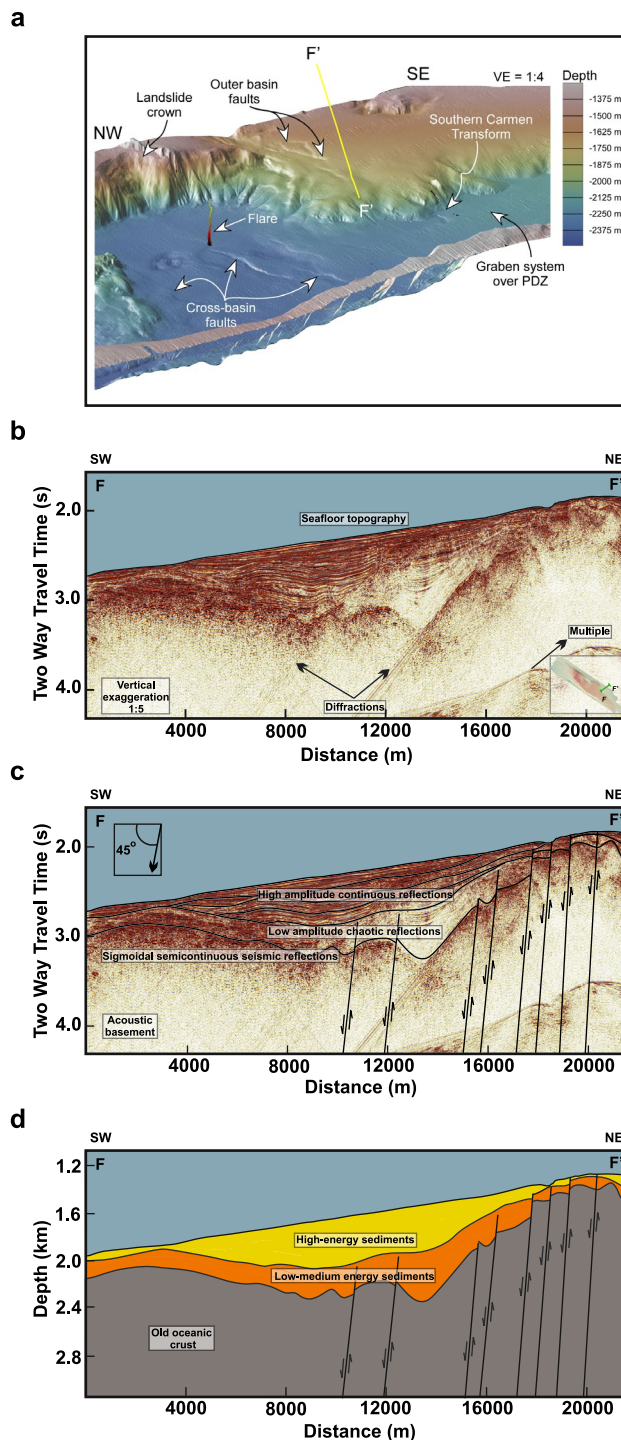 a
F'
SE
VE = 1:4
Depth
Landslide
crown
Outer basin
faults
Southern Carmen
Transform
NW
-1375 m
-1500 m
-1625 m
-1750 m
-1875 m
-2000 m
-2125 m
-2250 m
-2375 m
F'
Flare
Cross-basin
faults
Graben system
over PDZ
b
SW
NE
F
F'
Seafloor topography
2.0
3.0
4.0
Two Way Travel Time (s)
Multiple
Vertical
exaggeration
1:5
Diffractions
F'
F
4000
8000
12000
16000
20000
Distance (m)
c
SW
NE
F
F'
45°
2.0
3.0
4.0
Two Way Travel Time (s)
High amplitude continuous reflections
Low amplitude chaotic reflections
Sigmoidal semicontinuous seismic reflections
Acoustic
basement
4000
8000
12000
16000
20000
Distance (m)
d
SW
NE
F
F'
1.2
1.6
2.0
2.4
2.8
Depth (km)
High-energy sediments
Low-medium energy sediments
Old oceanic
crust
4000
8000
12000
16000
20000
Distance (m)